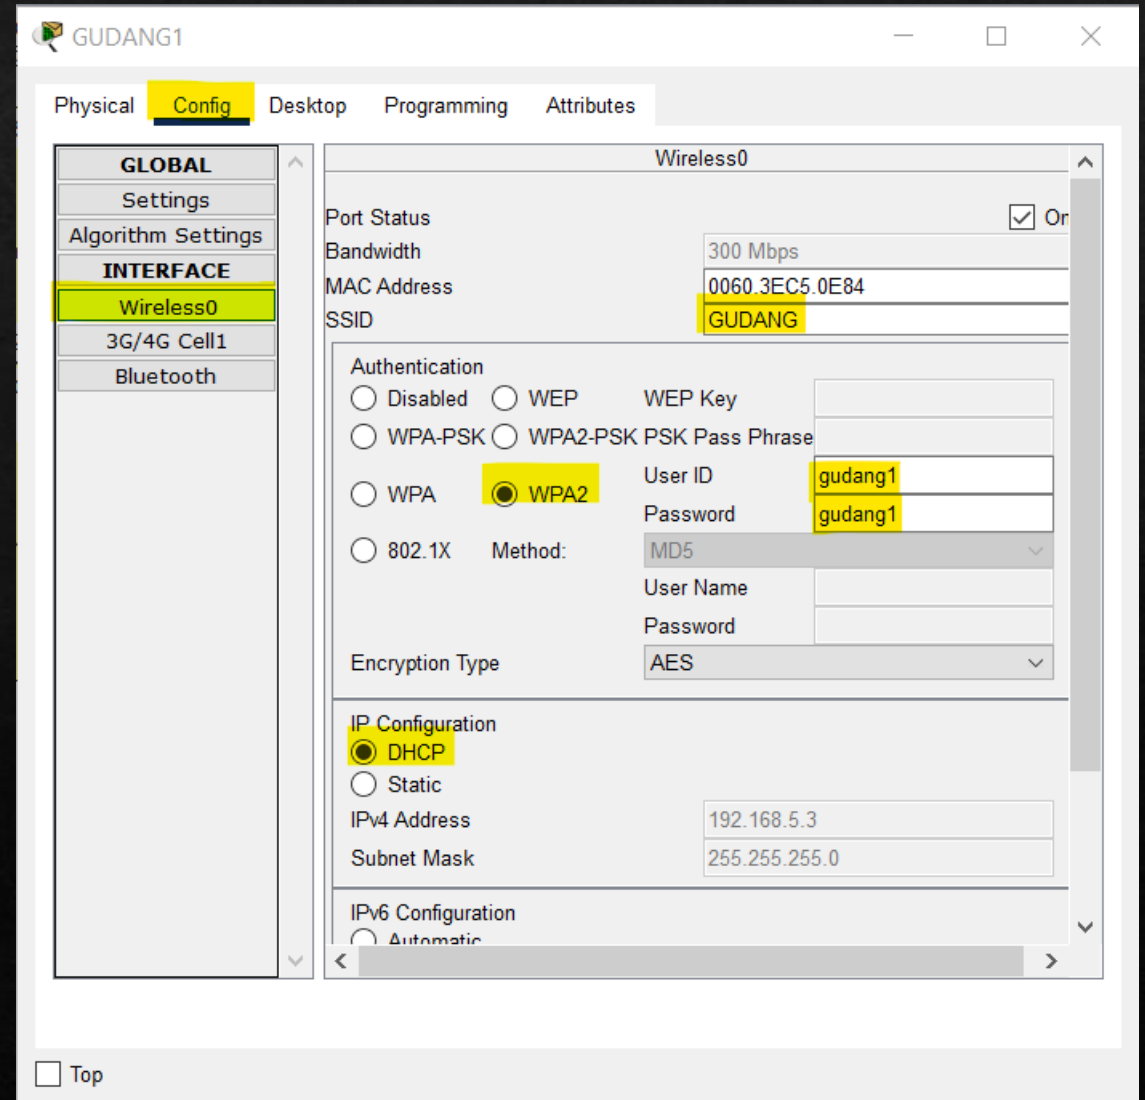 GUDANG1
Physical Config Desktop Programming Attributes
GLOBAL
Settings
Algorithm Settings
INTERFACE
Wireless0
3G/4G Cell1
Bluetooth
Wireless0
Port Status On
Bandwidth 300 Mbps
MAC Address 0060.3EC5.0E84
SSID GUDANG
Authentication
Disabled WEP WEP Key
WPA-PSK WPA2-PSK PSK Pass Phrase
User ID gudang1
WPA WPA2
Password gudang1
802.1X Method: MD5
User Name
Password
Encryption Type AES
IP Configuration
DHCP
Static
IPv4 Address 192.168.5.3
Subnet Mask 255.255.255.0
IPv6 Configuration
Automatic
Top